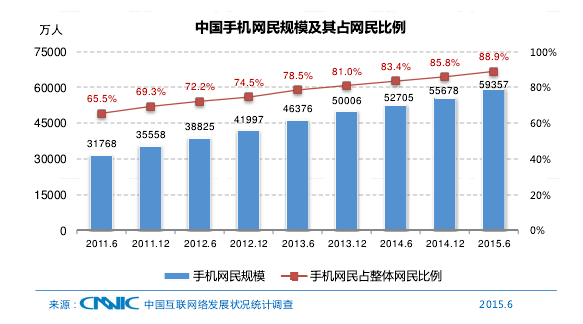 中国手机网民规模及其占网民比例
万人
75000 100%
60000 80%
45000 60%
30000 40%
15000 20%
0 0%
65.5% 69.3% 72.2% 74.5% 78.5% 81.0% 83.4% 85.8% 88.9%
31768 35558 38825 41997 46376 50006 52705 55678 59357
2011.6 2011.12 2012.6 2012.12 2013.6 2013.12 2014.6 2014.12 2015.6
手机网民规模 手机网民占整体网民比例
来源: CNNIC 中国互联网络发展状况统计调查 2015.6